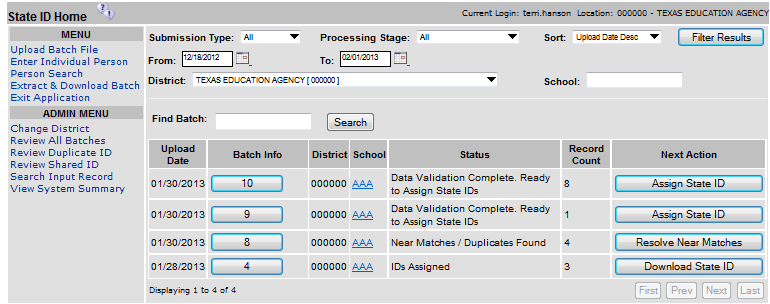 State ID Home
Current Login: terri.hanson Location: 000000 - TEXAS EDUCATION AGENCY
MENU
Upload Batch File
Enter Individual Person
Person Search
Extract & Download Batch
Exit Application
ADMIN MENU
Change District
Review All Batches
Review Duplicate ID
Review Shared ID
Search Input Record
View System Summary
Submission Type: All Processing Stage: All Sort: Upload Date Desc Filter Results
From: 12/18/2012 To: 02/01/2013
District: TEXAS EDUCATION AGENCY [ 000000 ] School:
Find Batch: Search
Upload Date Batch Info District School Status Record Count Next Action
01/30/2013 10 000000 AAA Data Validation Complete. Ready to Assign State IDs 8 Assign State ID
01/30/2013 9 000000 AAA Data Validation Complete. Ready to Assign State IDs 1 Assign State ID
01/30/2013 8 000000 AAA Near Matches / Duplicates Found 4 Resolve Near Matches
01/28/2013 4 000000 AAA IDs Assigned 3 Download State ID
Displaying 1 to 4 of 4 First Prev Next Last